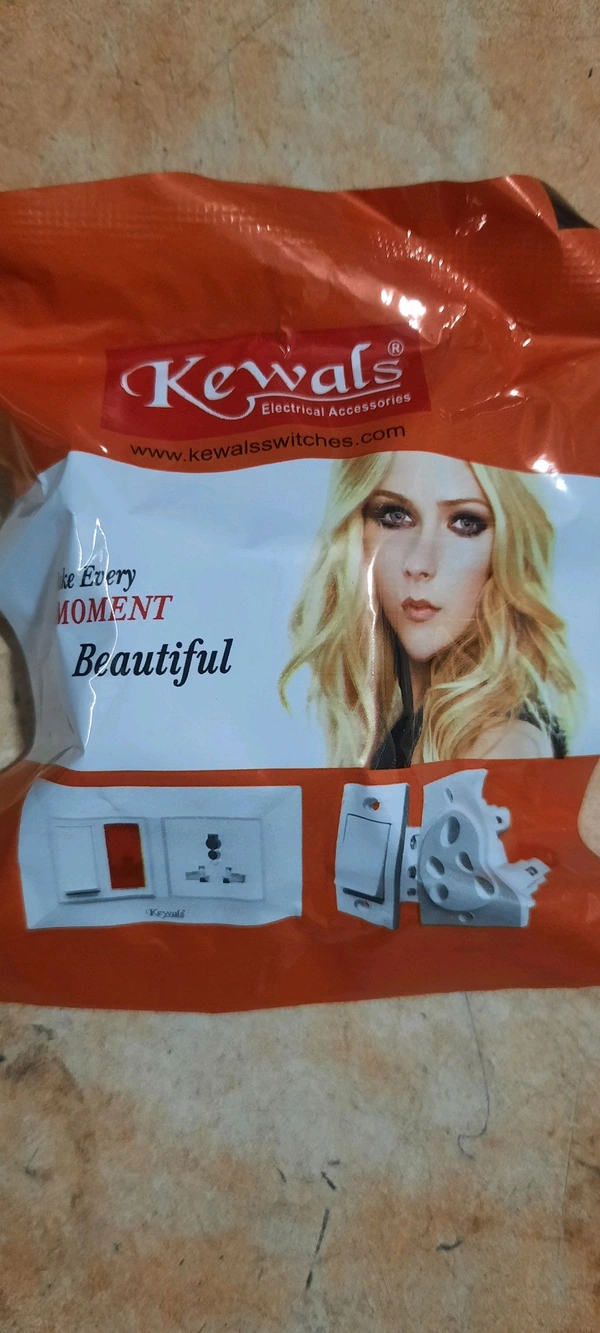 Kewals®
Electrical Accessories
www.kewalsswitches.com
ke Every
MOMENT
Beautiful
Kewals